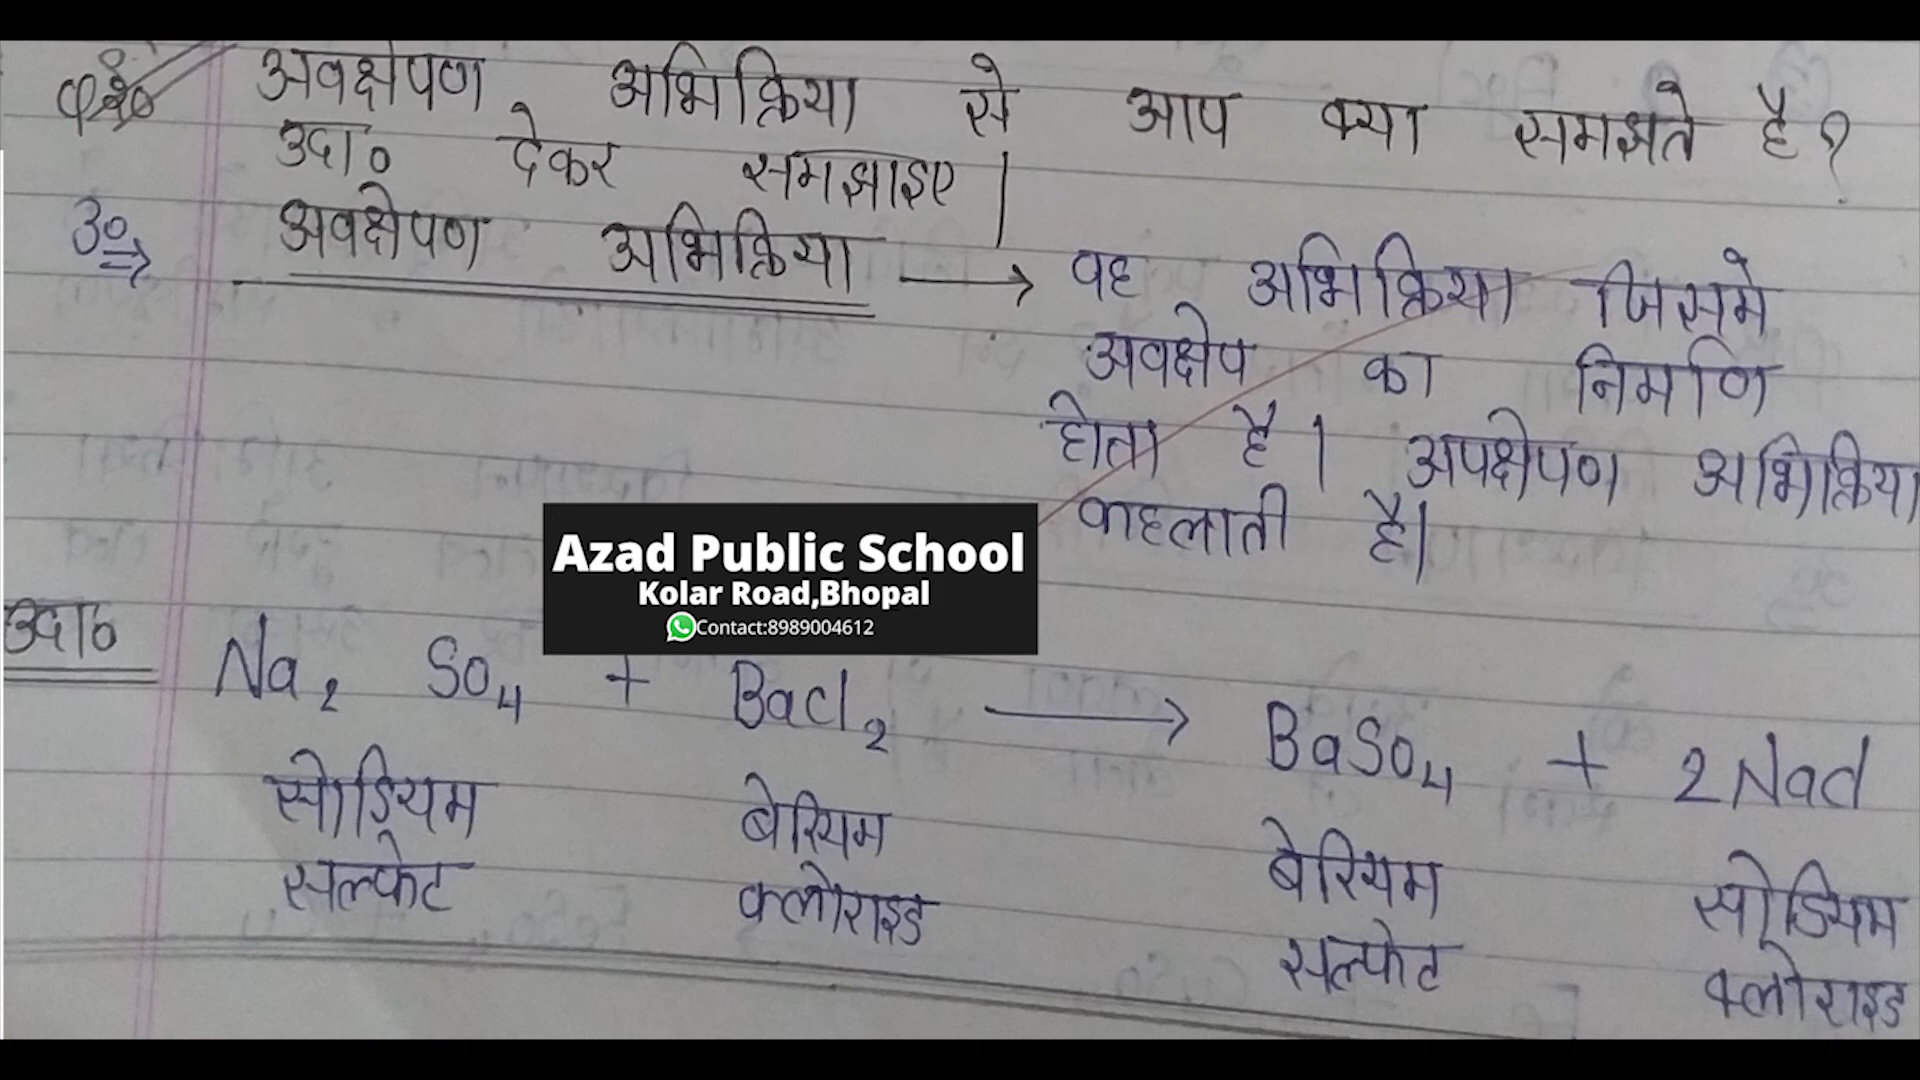 प्र२० अवक्षेपण अभिक्रिया से आप क्या समझते है?
उदा० देकर समझाइए।
उ०⇒ अवक्षेपण अभिक्रिया → वह अभिक्रिया जिसमे
अवक्षेप का निर्माण
होता है। अपक्षेपण अभिक्रिया
कहलाती है।
Azad Public School
Kolar Road,Bhopal
Contact:8989004612
उदा० Na₂ So₄ + Bacl₂ → BaSo₄ + 2Nacl
सोडियम बेरियम बेरियम सोडियम
सल्फेट क्लोराइड सल्फेट क्लोराइड